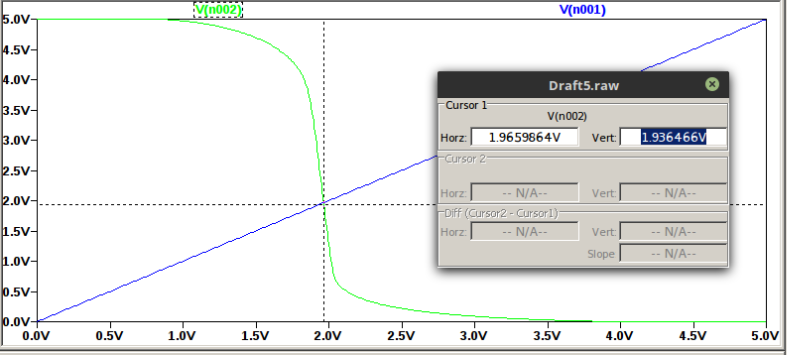 V(n002) V(n001)
5.0V
4.5V
4.0V
3.5V
3.0V
2.5V
2.0V
1.5V
1.0V
0.5V
0.0V
0.0V 0.5V 1.0V 1.5V 2.0V 2.5V 3.0V 3.5V 4.0V 4.5V 5.0V
Draft5.raw
Cursor 1
V(n002)
Horz: 1.9659864V Vert: 1.936466V
Cursor 2
Horz: -- N/A-- Vert: -- N/A--
Diff (Cursor2 - Cursor1)
Horz: -- N/A-- Vert: -- N/A--
Slope -- N/A--